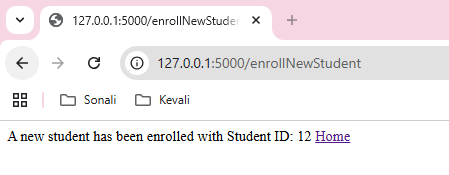 127.0.0.1:5000/enrollNewStuder
127.0.0.1:5000/enrollNewStudent
Sonali Kevali
A new student has been enrolled with Student ID: 12 Home